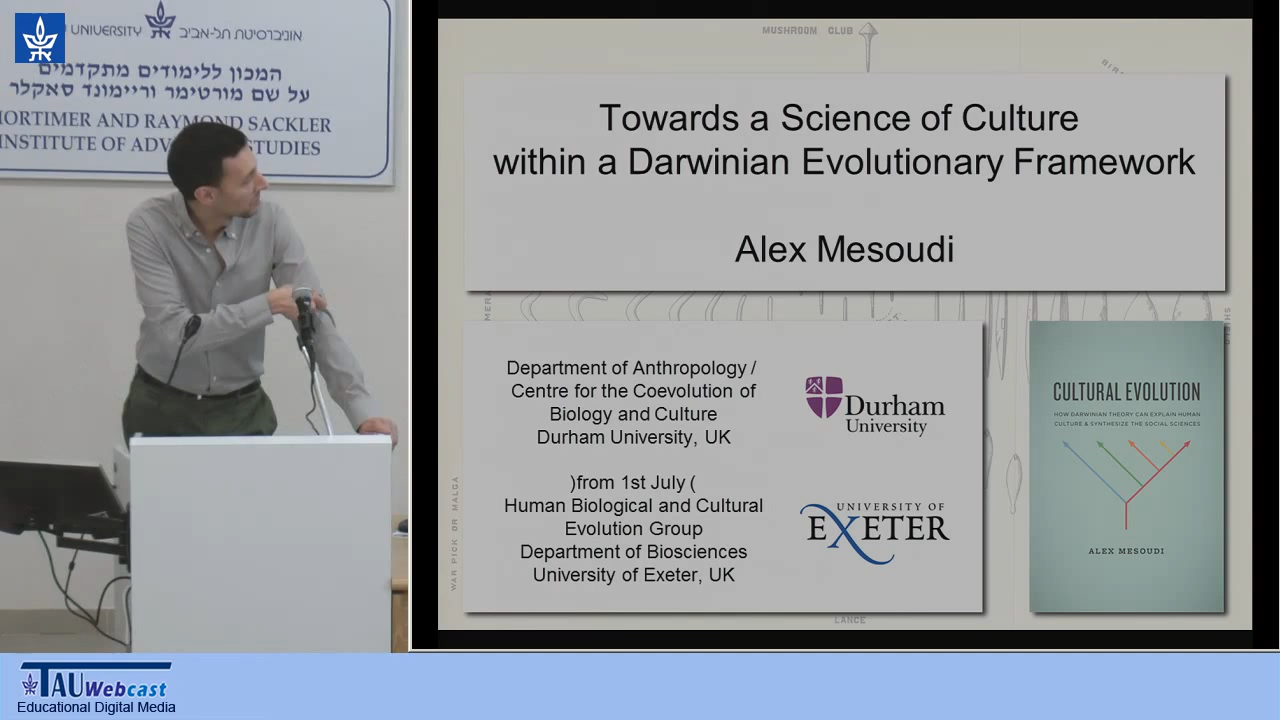 UNIVERSITY
אוניברסיטת תל-אביב
המכון ללימודים מתקדמים
על שם מורטימר וריימונד סאקלר
MORTIMER AND RAYMOND SACKLER
INSTITUTE OF ADV STUDIES
MUSHROOM CLUB
Towards a Science of Culture
within a Darwinian Evolutionary Framework
Alex Mesoudi
Department of Anthropology /
Centre for the Coevolution of
Biology and Culture
Durham University, UK
)from 1st July (
Human Biological and Cultural
Evolution Group
Department of Biosciences
University of Exeter, UK
Durham
University
UNIVERSITY OF
EXETER
CULTURAL EVOLUTION
HOW DARWINIAN THEORY CAN EXPLAIN HUMAN
CULTURE & SYNTHESIZE THE SOCIAL SCIENCES
ALEX MESOUDI
WAR PICK OR MALGA
LANCE
TAU Webcast
Educational Digital Media